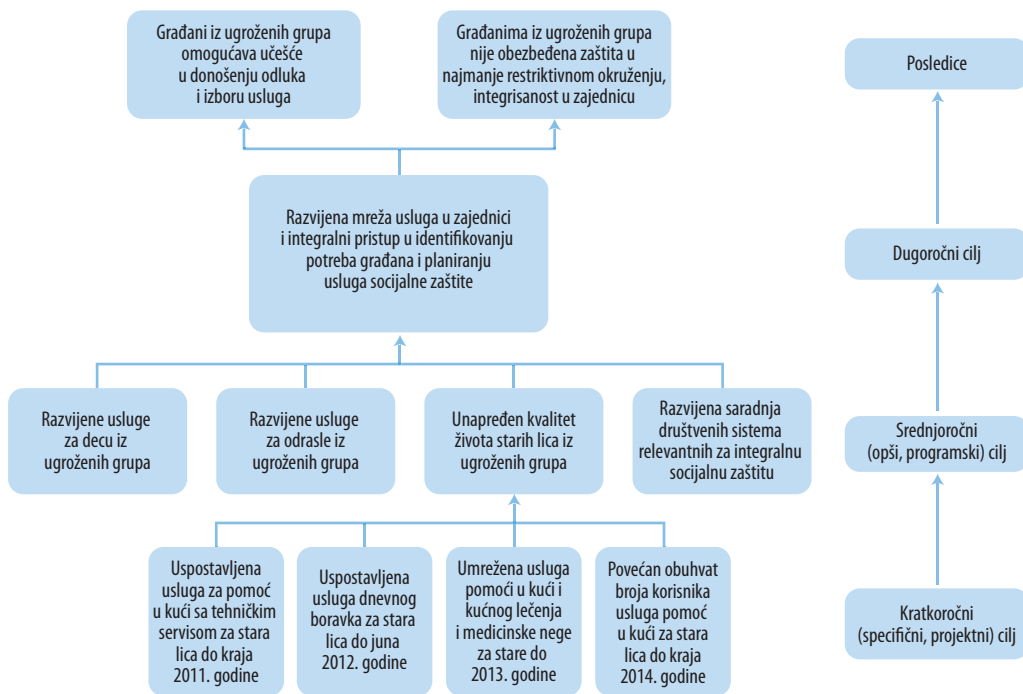 Građani iz ugroženih grupa
omogućava učešće
u donošenju odluka
i izboru usluga
Građanima iz ugroženih grupa
nije obezbeđena zaštita u
najmanje restriktivnom okruženju,
integrisanost u zajednicu
Posledice
Razvijena mreža usluga u zajednici
i integralni pristup u identifikovanju
potreba građana i planiranju
usluga socijalne zaštite
Dugoročni cilj
Razvijene usluge
za decu iz
ugroženih grupa
Razvijene usluge
za odrasle iz
ugroženih grupa
Unapređen kvalitet
života starih lica iz
ugroženih grupa
Razvijena saradnja
društvenih sistema
relevantnih za integralnu
socijalnu zaštitu
Srednjoročni
(opši, programski) cilj
Uspostavljena
usluga za pomoć
u kući sa tehničkim
servisom za stara
lica do kraja
2011. godine
Uspostavljena
usluga dnevnog
boravka za stara
lica do juna
2012. godine
Umrežena usluga
pomoći u kući i
kućnog lečenja
i medicinske nege
za stare do
2013. godine
Povećan obuhvat
broja korisnika
usluga pomoć
u kući za stara
lica do kraja
2014. godine
Kratkoročni
(specifični, projektni) cilj